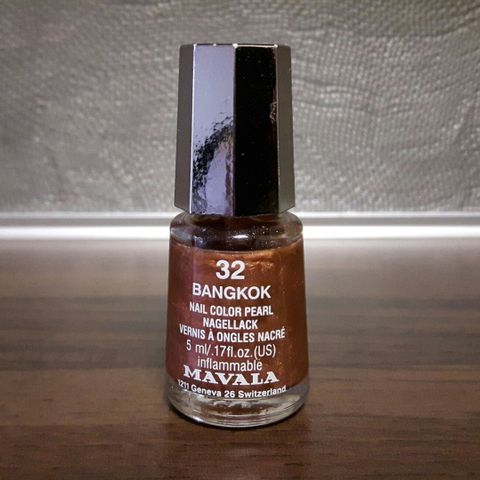 32
BANGKOK
NAIL COLOR PEARL
NAGELLACK
VERNIS À ONGLES NACRÉ
5 ml/.17fl.oz.(US)
inflammable
MAVALA
1211 Geneva 26 Switzerland